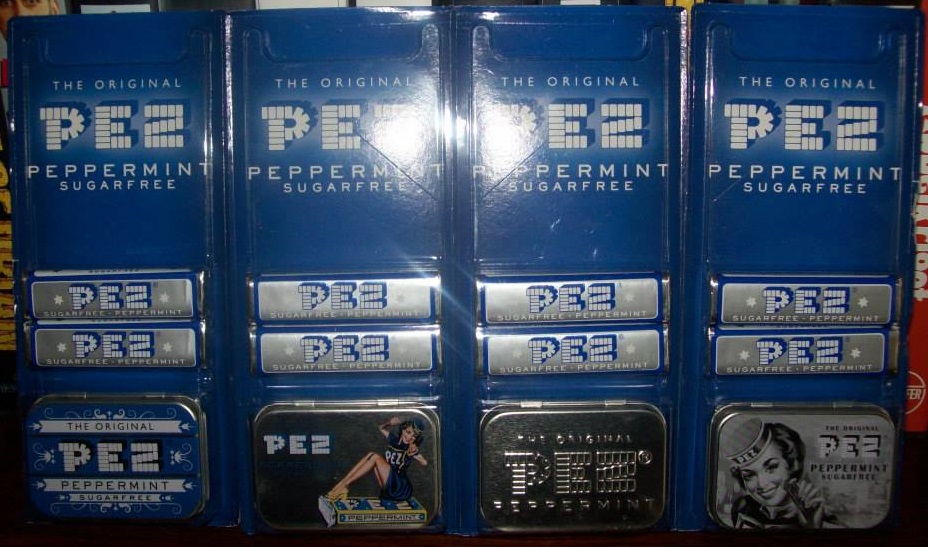 THE ORIGINAL
PEZ
PEPPERMINT
SUGARFREE
THE ORIGINAL
PEZ
PEPPERMINT
SUGARFREE
THE ORIGINAL
PEZ
PEPPERMINT
SUGARFREE
THE ORIGINAL
PEZ
PEPPERMINT
SUGARFREE
PEZ
SUGARFREE - PEPPERMINT
PEZ
SUGARFREE - PEPPERMINT
PEZ
SUGARFREE - PEPPERMINT
PEZ
SUGARFREE - PEPPERMINT
PEZ
SUGARFREE - PEPPERMINT
PEZ
SUGARFREE - PEPPERMINT
PEZ
SUGARFREE - PEPPERMINT
PEZ
SUGARFREE - PEPPERMINT
THE ORIGINAL
PEZ
PEPPERMINT
SUGARFREE
PEZ
PEZ
PEZ
PEPPERMINT
THE ORIGINAL
PEZ®
PEPPERMINT
PEZ
THE ORIGINAL
PEZ
PEPPERMINT
SUGARFREE